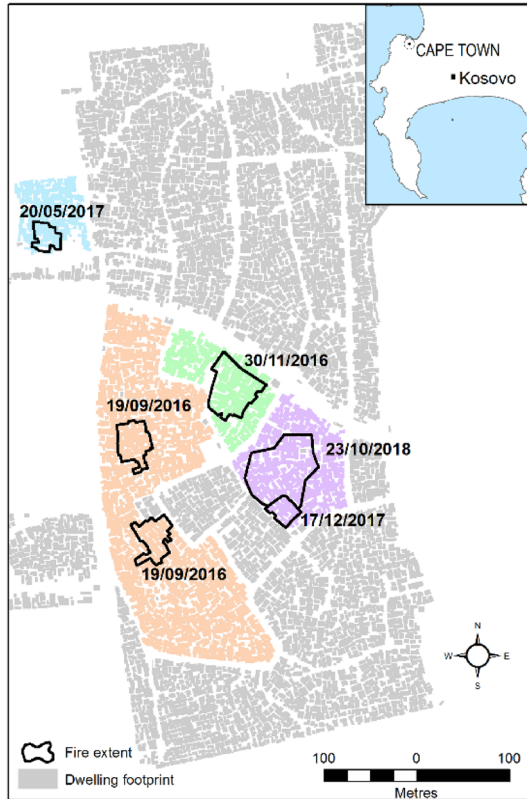 CAPE TOWN
Kosovo
20/05/2017
30/11/2016
19/09/2016
23/10/2018
17/12/2017
19/09/2016
N
W E
S
Fire extent
Dwelling footprint
100 0 100
Metres